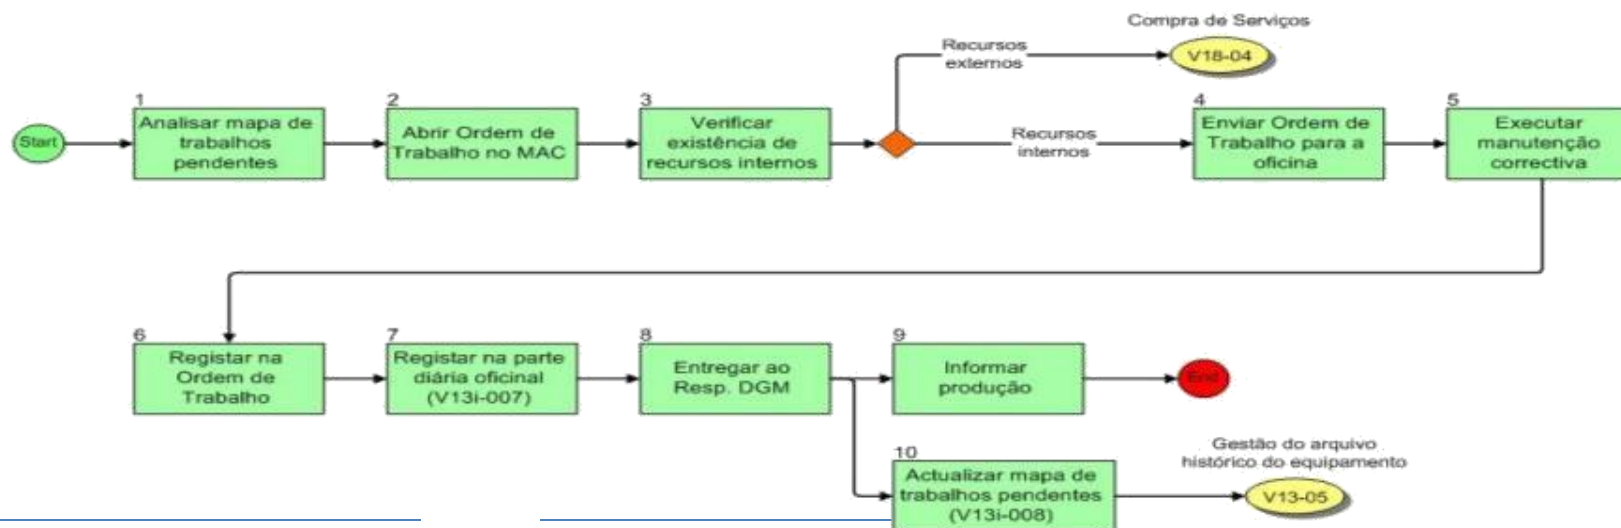 Compra de Serviços
Recursos
externos
V18-04
1
Analisar mapa de
trabalhos
pendentes
2
Abrir Ordem de
Trabalho no MAC
3
Verificar
existência de
recursos internos
4
Enviar Ordem de
Trabalho para a
oficina
5
Executar
manutenção
correctiva
Start
Recursos
internos
6
Registar na
Ordem de
Trabalho
7
Registar na parte
diária oficinal
(V13i-007)
8
Entregar ao
Resp. DGM
9
Informar
produção
End
10
Actualizar mapa de
trabalhos pendentes
(V13i-008)
Gestão do arquivo
histórico do equipamento
V13-05